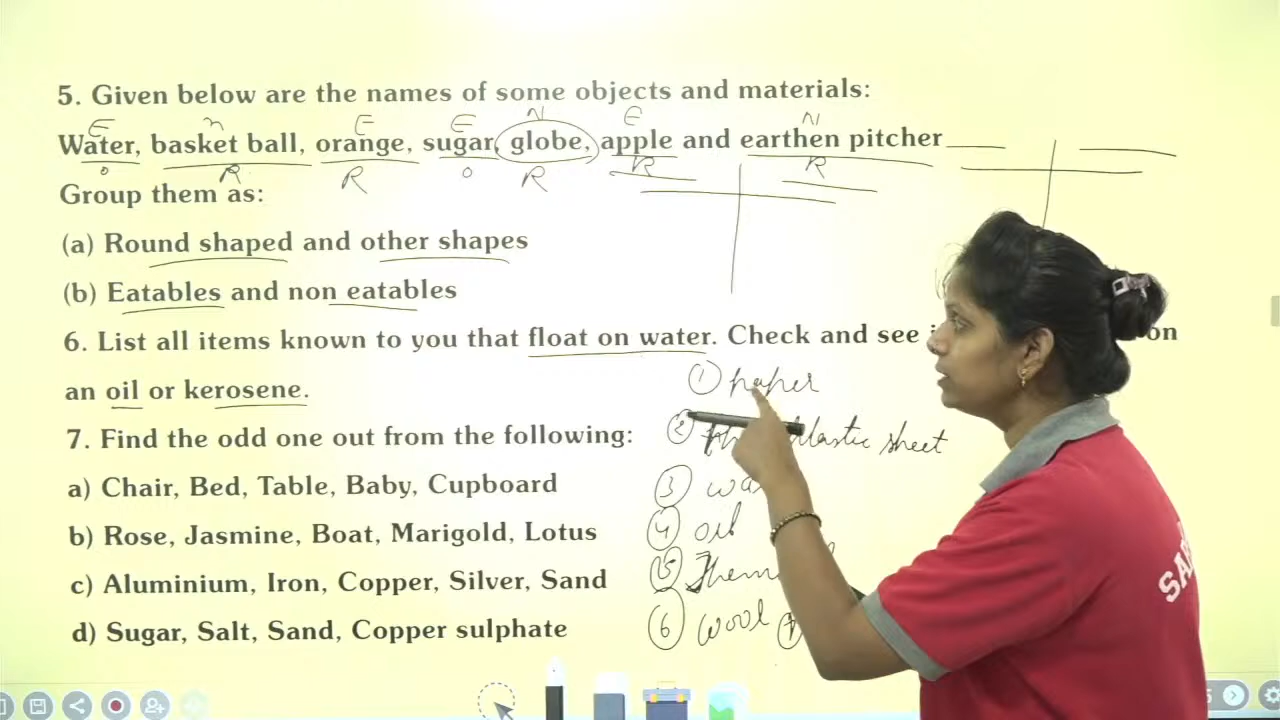 5. Given below are the names of some objects and materials:
E n E E N E N
Water, basket ball, orange, sugar, globe, apple and earthen pitcher
o R R o R R R
Group them as:
(a) Round shaped and other shapes
(b) Eatables and non eatables
6. List all items known to you that float on water. Check and see on
an oil or kerosene.
① paper
7. Find the odd one out from the following:
② plastic sheet
a) Chair, Bed, Table, Baby, Cupboard
③
b) Rose, Jasmine, Boat, Marigold, Lotus
④ oil
c) Aluminium, Iron, Copper, Silver, Sand
⑤
d) Sugar, Salt, Sand, Copper sulphate
⑥ wool